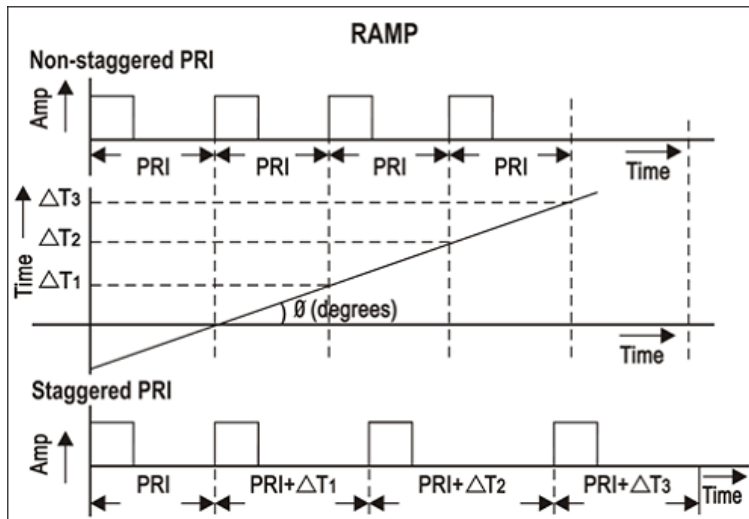 RAMP
Non-staggered PRI
Amp
PRI PRI PRI PRI Time
Time
△T3
△T2
△T1
Ø (degrees)
Time
Staggered PRI
Amp
PRI PRI+△T1 PRI+△T2 PRI+△T3 Time